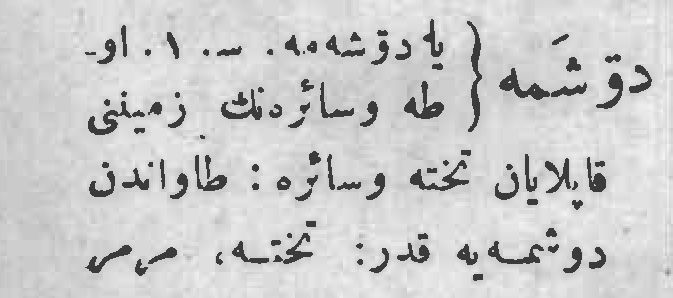 دوشَمه { یا دوشه مه. س. ١. او-
طه وسائره‌نك زمینی
قاپلایان تخته وسائره : طاواندن
دوشمه‌یه قدر: تخته، مرمر